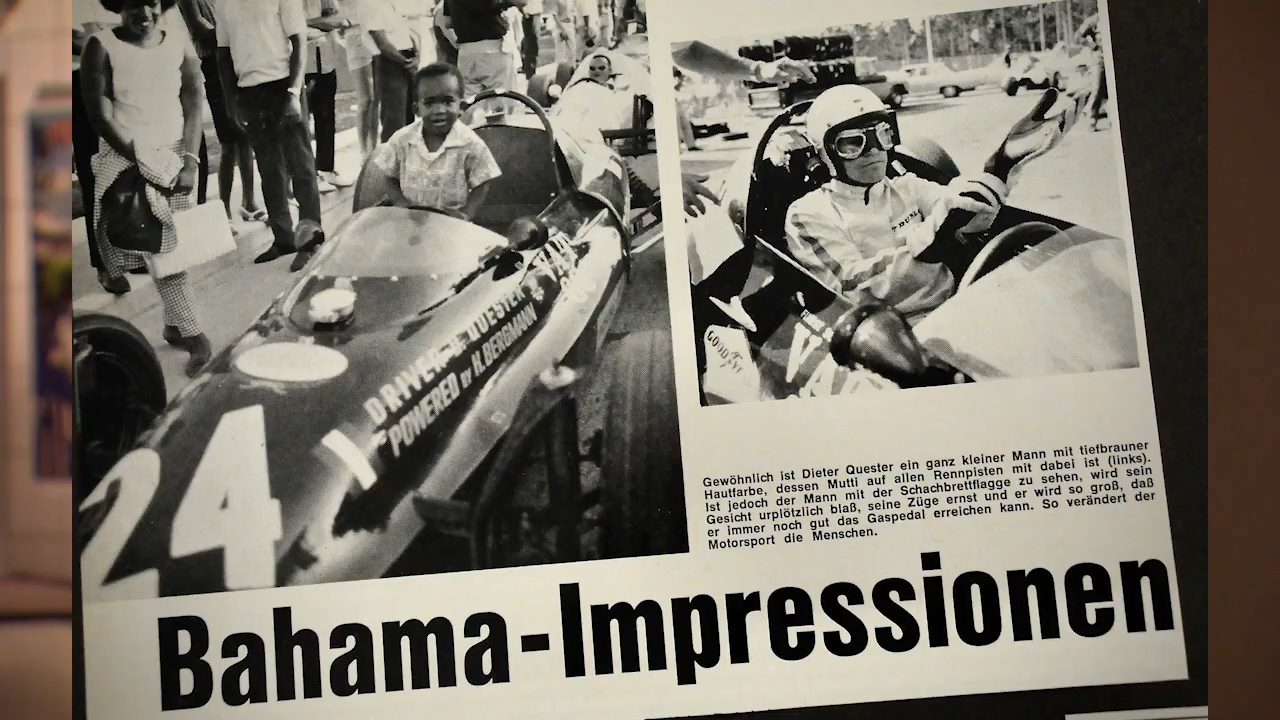 24
DRIVER D. QUESTER
POWERED BY H. BERGMANN
GOODYEAR
Gewöhnlich ist Dieter Quester ein ganz kleiner Mann mit tiefbrauner
Hautfarbe, dessen Mutti auf allen Rennpisten mit dabei ist (links).
Ist jedoch der Mann mit der Schachbrettflagge zu sehen, wird sein
Gesicht urplötzlich blaß, seine Züge ernst und er wird so groß, daß
er immer noch gut das Gaspedal erreichen kann. So verändert der
Motorsport die Menschen.
Bahama-Impressionen